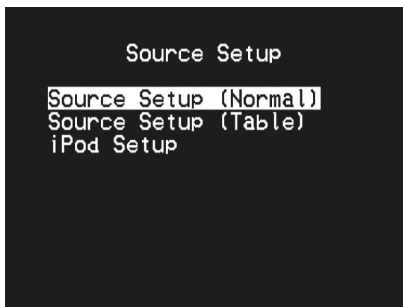 Source Setup
Source Setup (Normal)
Source Setup (Table)
iPod Setup